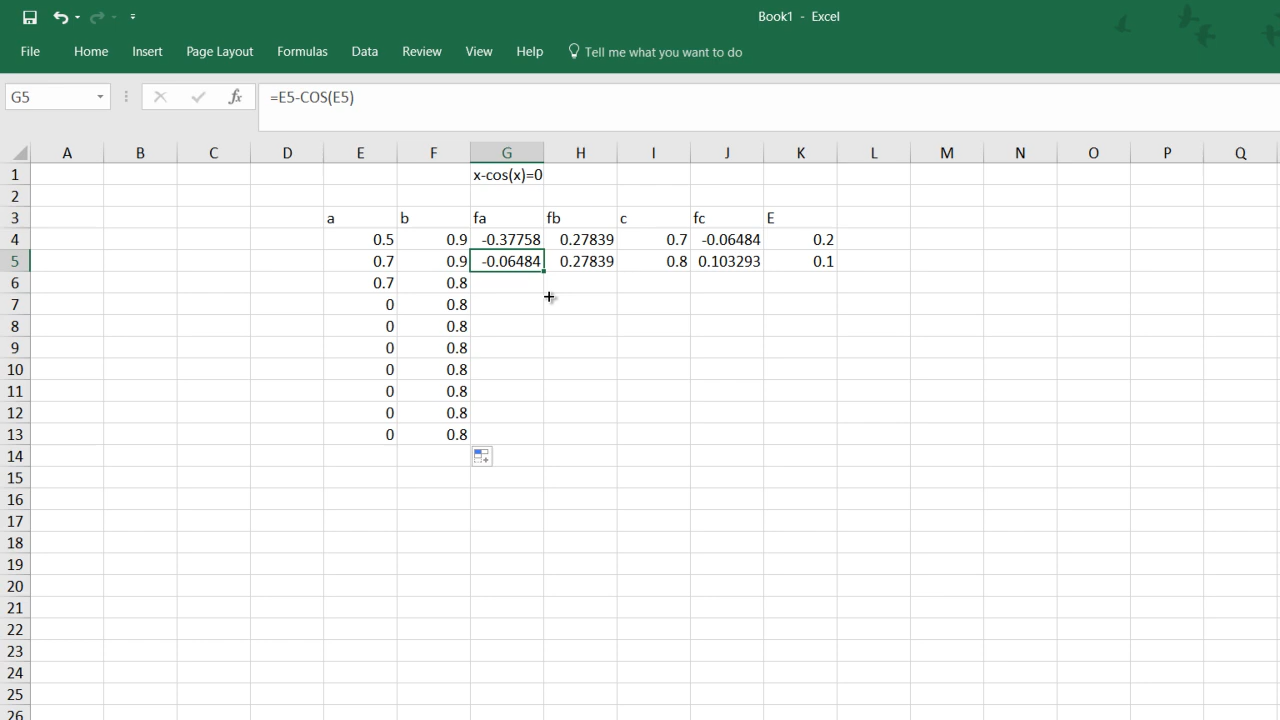 Book1 - Excel
File Home Insert Page Layout Formulas Data Review View Help Tell me what you want to do
G5 fx =E5-COS(E5)
A B C D E F G H I J K L M N O P Q
1 x-cos(x)=0
2
3 a b fa fb c fc E
4 0.5 0.9 -0.37758 0.27839 0.7 -0.06484 0.2
5 0.7 0.9 -0.06484 0.27839 0.8 0.103293 0.1
6 0.7 0.8
7 0 0.8
8 0 0.8
9 0 0.8
10 0 0.8
11 0 0.8
12 0 0.8
13 0 0.8
14
15
16
17
18
19
20
21
22
23
24
25
26